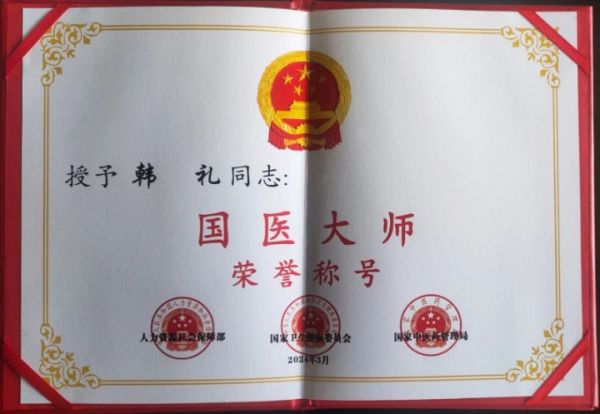 授予 韩 礼同志:
国医大师
荣誉称号
人力资源社会保障部 国家卫生健康委员会 国家中医药管理局
2024年3月